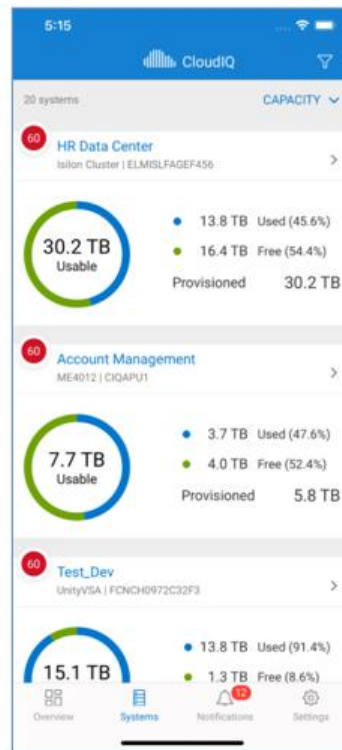 5:15
CloudIQ
20 systems
CAPACITY
60
HR Data Center
Isilon Cluster | ELMISLFAGEF456
30.2 TB
Usable
13.8 TB Used (45.6%)
16.4 TB Free (54.4%)
Provisioned 30.2 TB
60
Account Management
ME4012 | CIQAPU1
7.7 TB
Usable
3.7 TB Used (47.6%)
4.0 TB Free (52.4%)
Provisioned 5.8 TB
60
Test_Dev
UnityVSA | FCNCH0972C32F3
15.1 TB
13.8 TB Used (91.4%)
1.3 TB Free (8.6%)
12
Overview Systems Notifications Settings